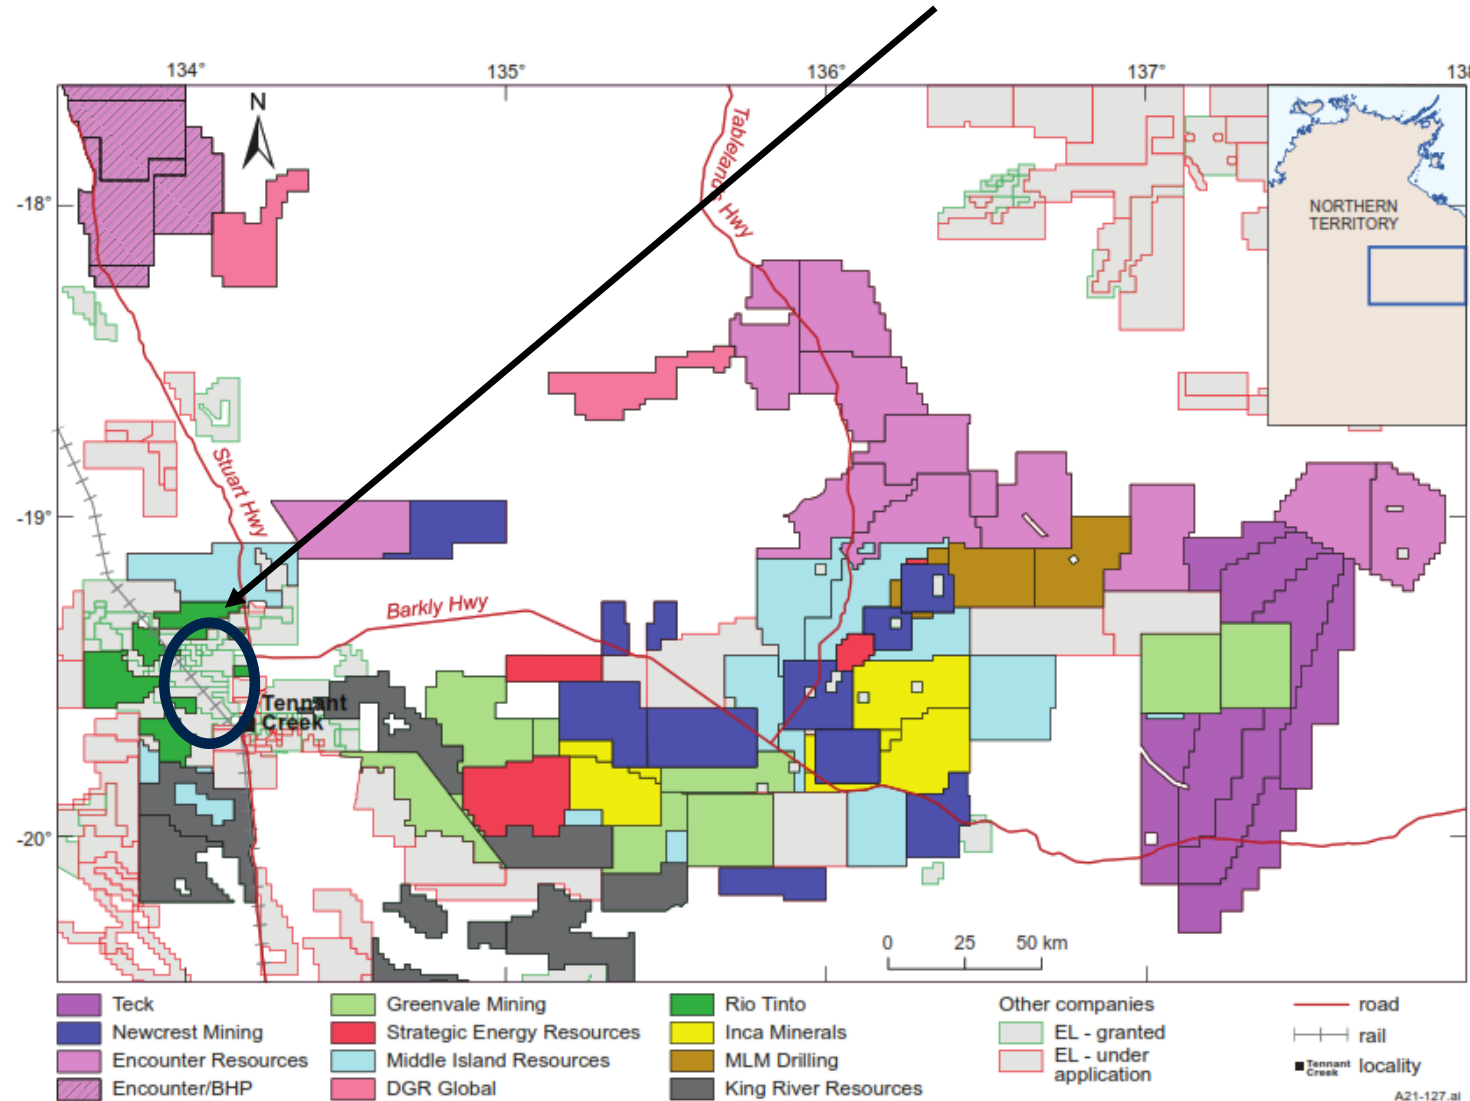 134°
135°
136°
137°
138
N
-18°
-19°
-20°
Tablelands Hwy
Stuart Hwy
Barkly Hwy
Tennant
Creek
NORTHERN
TERRITORY
0 25 50 km
Teck
Newcrest Mining
Encounter Resources
Encounter/BHP
Greenvale Mining
Strategic Energy Resources
Middle Island Resources
DGR Global
Rio Tinto
Inca Minerals
MLM Drilling
King River Resources
Other companies
EL - granted
EL - under
application
road
rail
Tennant
Creek
locality
A21-127.ai